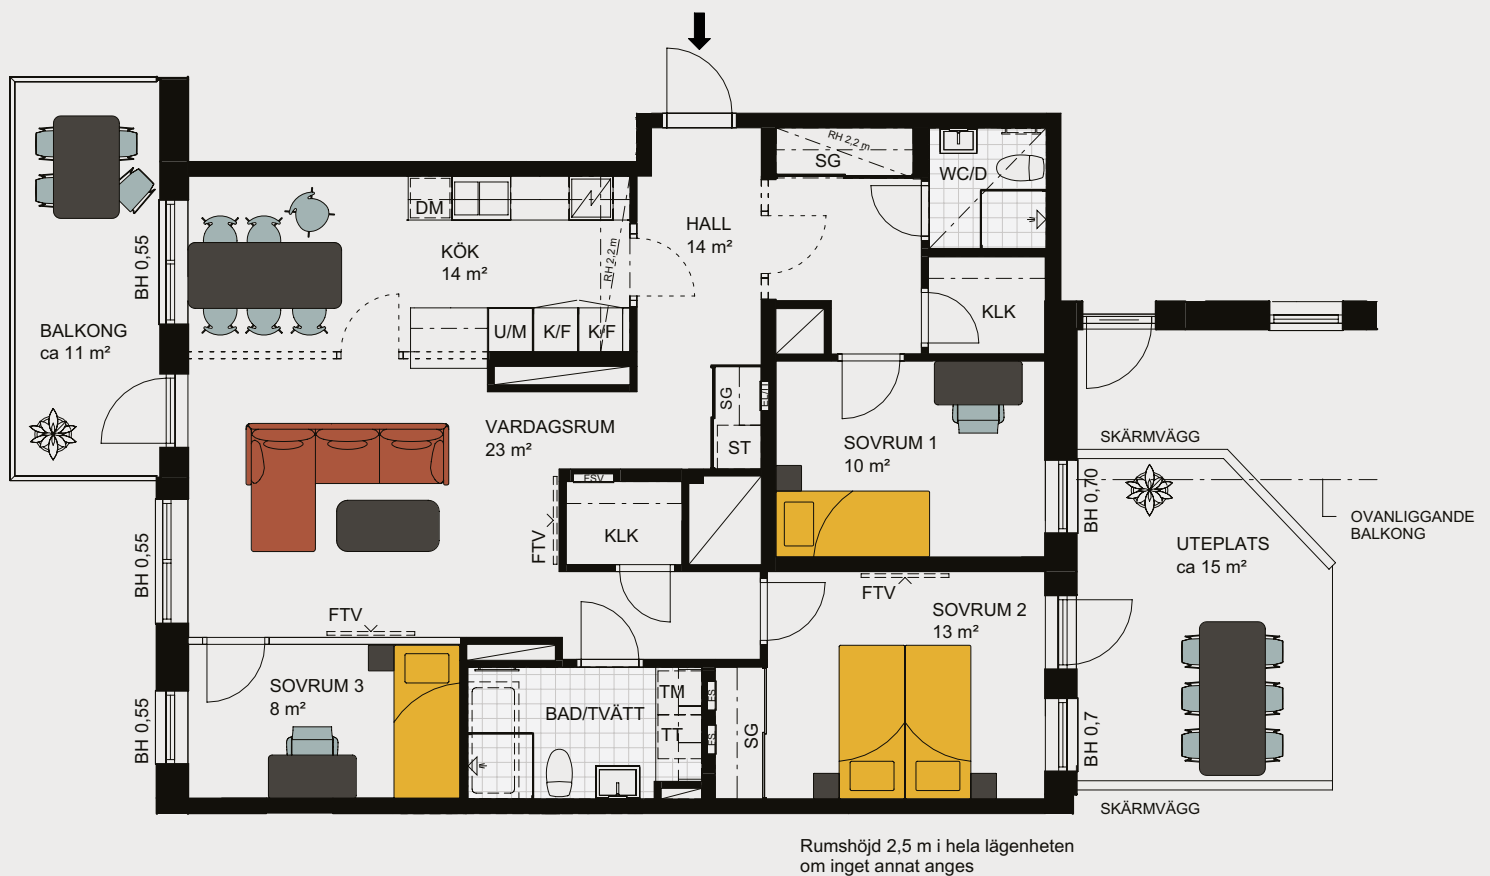 RH 2,2 m
SG
WC/D
DM
HALL
14 m²
KÖK
14 m²
RH 2,2 m
BH 0,55
BALKONG
ca 11 m²
U/M
K/F
K/F
KLK
SG
ST
VARDAGSRUM
23 m²
SOVRUM 1
10 m²
SKÄRMVÄGG
BH 0,70
OVANLIGGANDE
BALKONG
UTEPLATS
ca 15 m²
FSV
KLK
FTV
BH 0,55
FTV
FTV
SOVRUM 2
13 m²
SOVRUM 3
8 m²
BH 0,55
BAD/TVÄTT
TM
TT
FS
FS
SG
BH 0,7
SKÄRMVÄGG
Rumshöjd 2,5 m i hela lägenheten
om inget annat anges